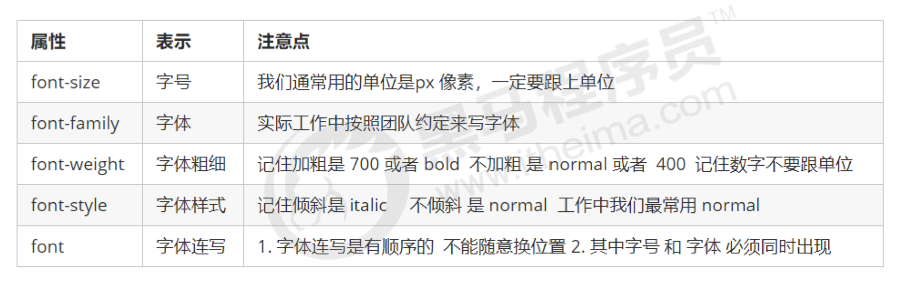 属性 表示 注意点
font-size 字号 我们通常用的单位是px 像素，一定要跟上单位
font-family 字体 实际工作中按照团队约定来写字体
font-weight 字体粗细 记住加粗是 700 或者 bold 不加粗 是 normal 或者 400 记住数字不要跟单位
font-style 字体样式 记住倾斜是 italic 不倾斜 是 normal 工作中我们最常用 normal
font 字体连写 1. 字体连写是有顺序的 不能随意换位置 2. 其中字号 和 字体 必须同时出现
黑马程序员™
www.itheima.com